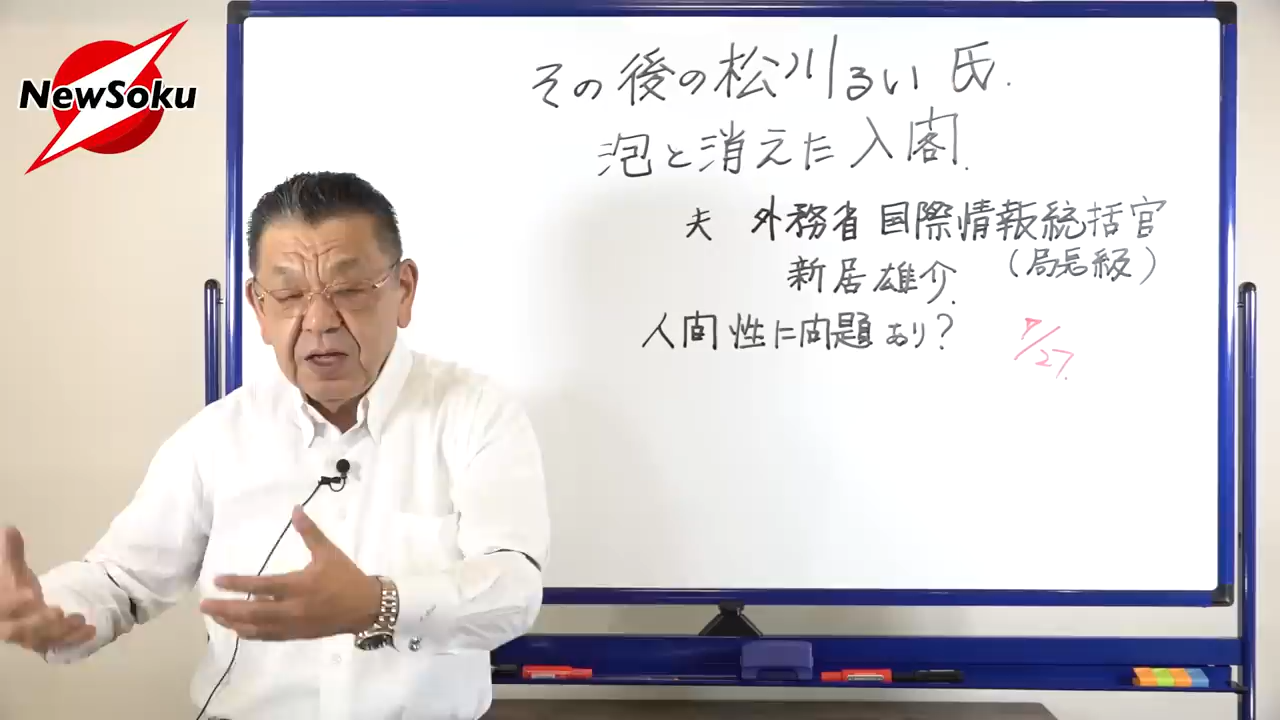 NewSoku
その後の松川るい氏.
泡と消えた入閣.
夫 外務省 国際情報統括官
(局長級)
新居雄介.
人間性に問題あり?
7/27.